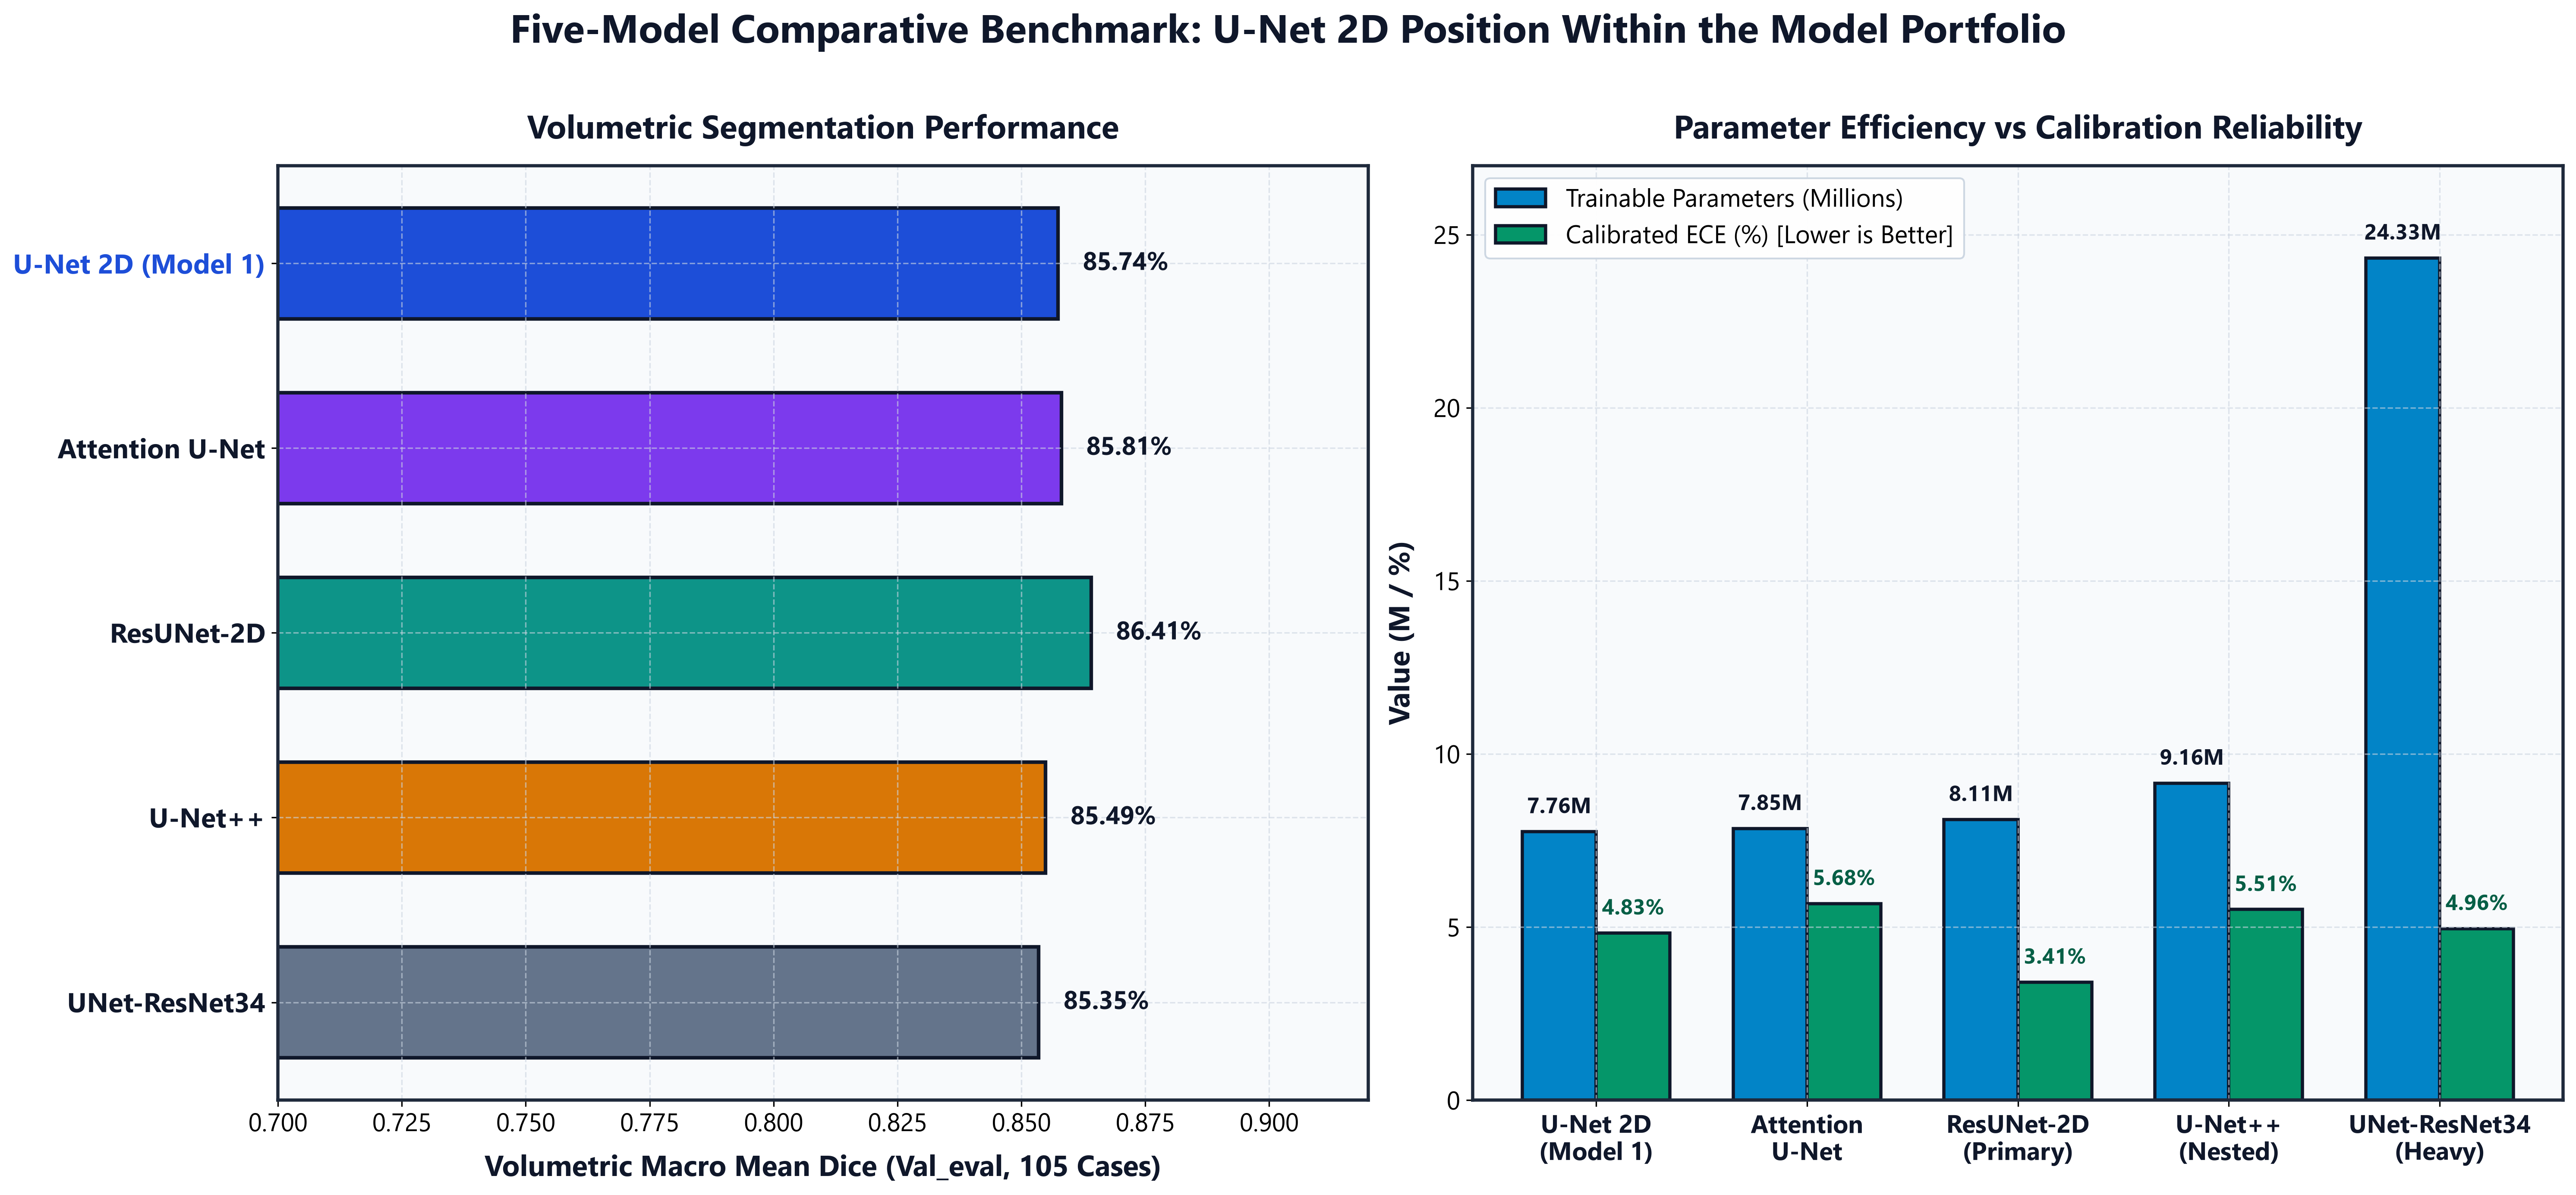 Five-Model Comparative Benchmark: U-Net 2D Position Within the Model Portfolio
Volumetric Segmentation Performance
U-Net 2D (Model 1)
85.74%
Attention U-Net
85.81%
ResUNet-2D
86.41%
U-Net++
85.49%
UNet-ResNet34
85.35%
0.700 0.725 0.750 0.775 0.800 0.825 0.850 0.875 0.900
Volumetric Macro Mean Dice (Val_eval, 105 Cases)
Parameter Efficiency vs Calibration Reliability
Trainable Parameters (Millions)
Calibrated ECE (%) [Lower is Better]
Value (M / %)
25
20
15
10
5
0
7.76M
4.83%
7.85M
5.68%
8.11M
3.41%
9.16M
5.51%
24.33M
4.96%
U-Net 2D
(Model 1)
Attention
U-Net
ResUNet-2D
(Primary)
U-Net++
(Nested)
UNet-ResNet34
(Heavy)